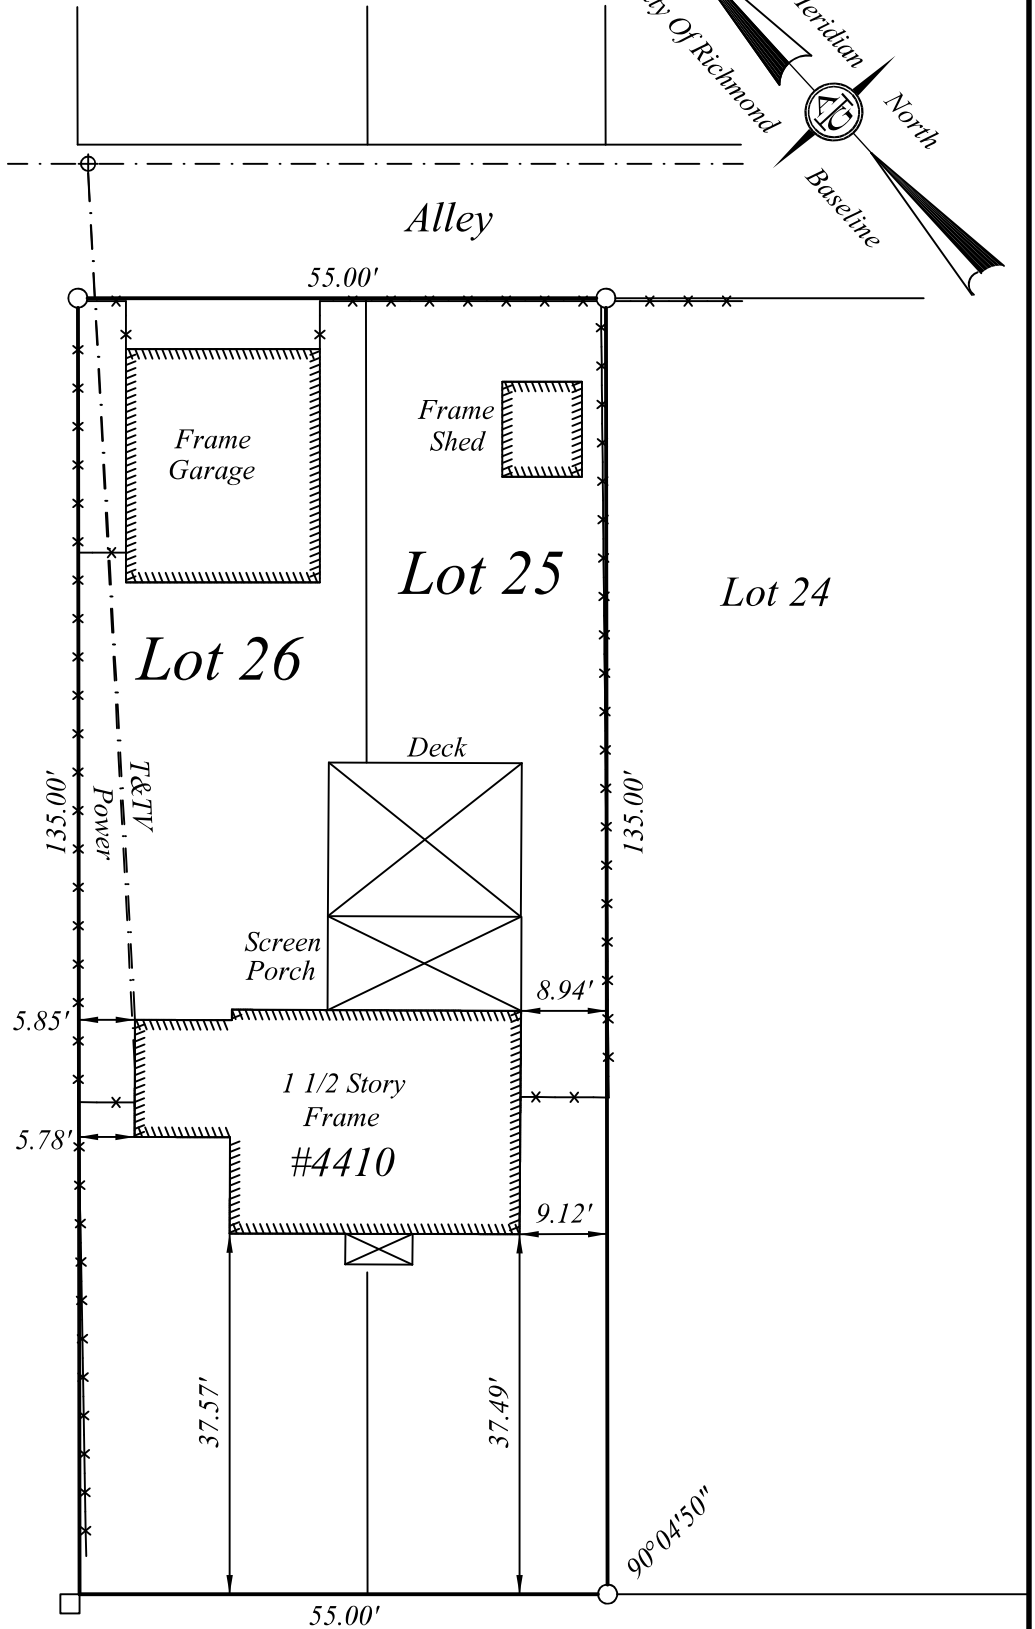 Of Richmond
North
Baseline
Alley
55.00'
Frame
Garage
Frame
Shed
Lot 25
Lot 24
Lot 26
Deck
135.00'
T&TV
Power
135.00'
Screen
Porch
8.94'
5.85'
1 1/2 Story
Frame
5.78'
#4410
9.12'
37.57'
37.49'
90°04'50"
55.00'